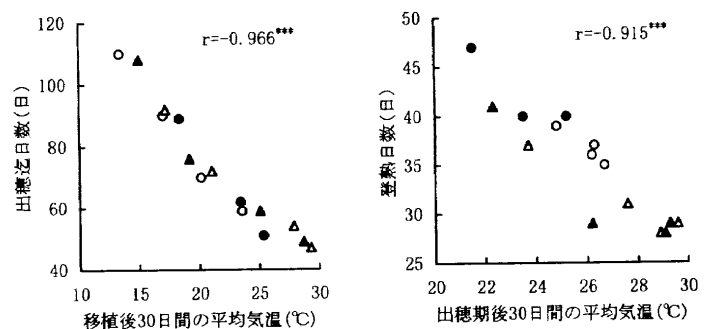 r=-0.966***
出穂迄日数(日)
120
100
80
60
40
10 15 20 25 30
移植後30日間の平均気温(℃)
r=-0.915***
登熟日数(日)
50
45
40
35
30
25
20 22 24 26 28 30
出穂期後30日間の平均気温(℃)